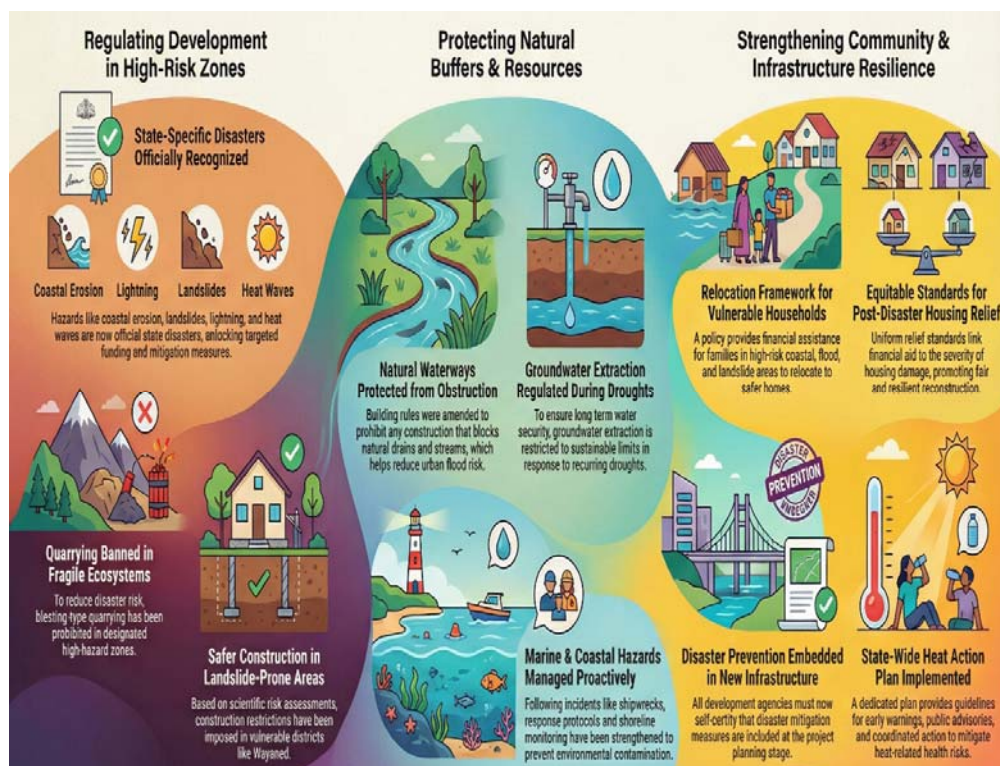 Regulating Development
in High-Risk Zones
State-Specific Disasters
Officially Recognized
Coastal Erosion
Lightning
Landslides
Heat Waves
Hazards like coastal erosion, landslides, lightning, and heat
waves are now official state disasters, unlocking targeted
funding and mitigation measures.
Quarrying Banned in
Fragile Ecosystems
To reduce disaster risk,
blesting-type quarrying has been
prohibited in designated
high-hazard zones.
Safer Construction in
Landslide-Prone Areas
Based on scientific risk assessments,
construction restrictions have been
imposed in vulnerable districts
like Wayaned.
Protecting Natural
Buffers & Resources
Natural Waterways
Protected from Obstruction
Building rules were amended to
prohibit any construction that blocks
natural drains and streams, which
helps reduce urban flood risk.
Groundwater Extraction
Regulated During Droughts
To ensure long term water
security, groundwater extraction is
restricted to sustainable limits in
response to recurring droughts.
Marine & Coastal Hazards
Managed Proactively
Following incidents like shipwrecks,
response protocols and shoreline
monitoring have been strengthened to
prevent environmental contamination.
Strengthening Community &
Infrastructure Resilience
Relocation Framework for
Vulnerable Households
A policy provides financial assistance
for families in high-risk coastal, flood,
and landslide areas to relocate to
safer homes.
Equitable Standards for
Post-Disaster Housing Relief
Uniform relief standards link
financial aid to the severity of
housing damage, promoting fair
and resilient reconstruction.
DISASTER
PREVENTION
Disaster Prevention Embedded
in New Infrastructure
All development agencies must now
self-certity that disaster mitigation
measures are included at the project
planning stage.
State-Wide Heat Action
Plan Implemented
A dedicated plan provides guidelines
for early warnings, public advisories,
and coordinated action to mitigate
heat-related health risks.